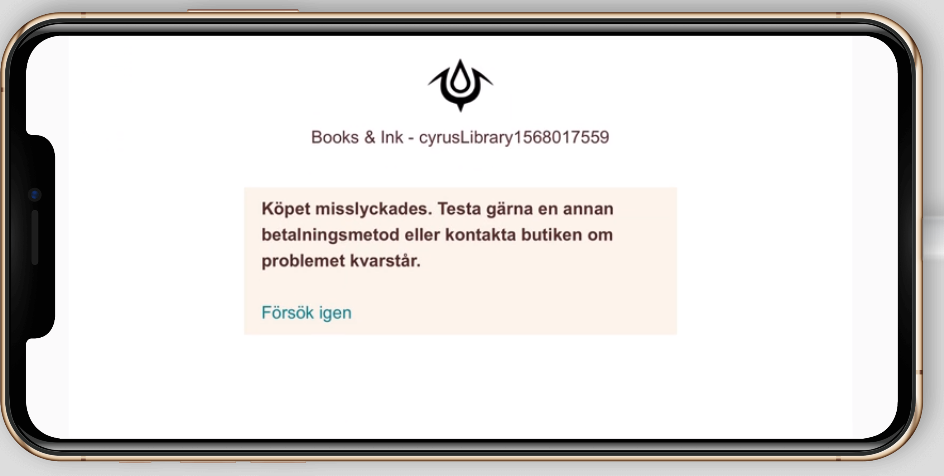 Books & Ink - cyrusLibrary1568017559
Köpet misslyckades. Testa gärna en annan
betalningsmetod eller kontakta butiken om
problemet kvarstår.
Försök igen